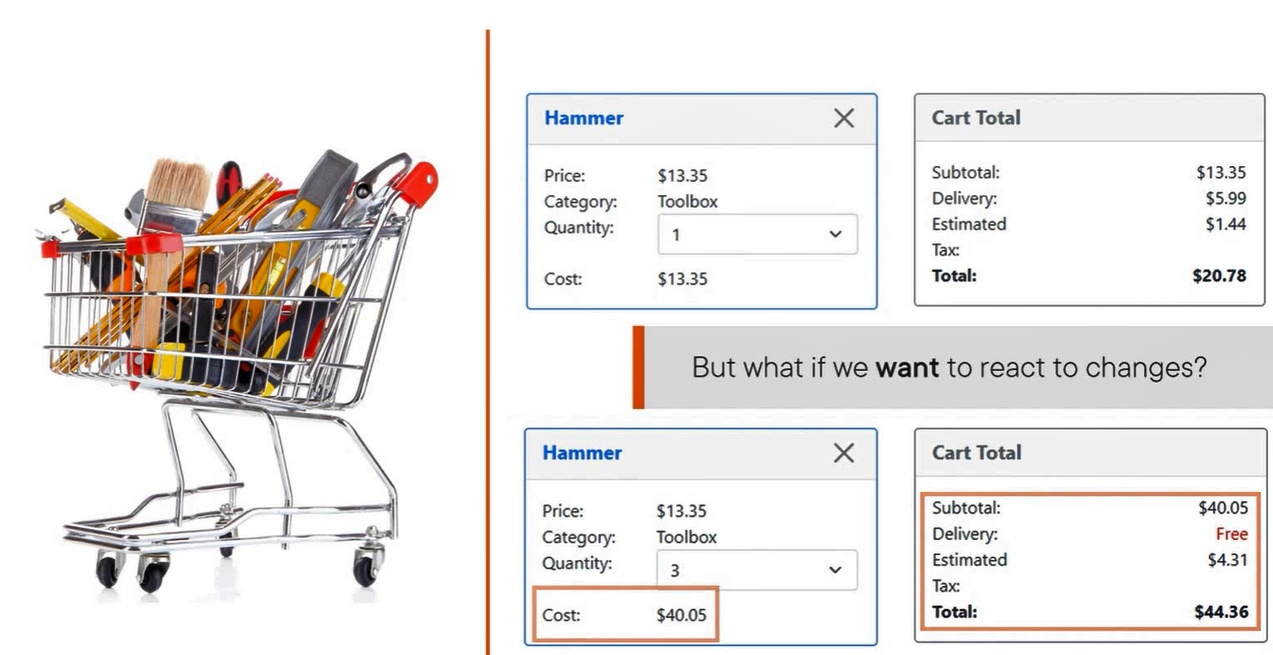 Hammer
Price: $13.35
Category: Toolbox
Quantity: 1
Cost: $13.35
Cart Total
Subtotal: $13.35
Delivery: $5.99
Estimated $1.44
Tax:
Total: $20.78
But what if we want to react to changes?
Hammer
Price: $13.35
Category: Toolbox
Quantity: 3
Cost: $40.05
Cart Total
Subtotal: $40.05
Delivery: Free
Estimated $4.31
Tax:
Total: $44.36